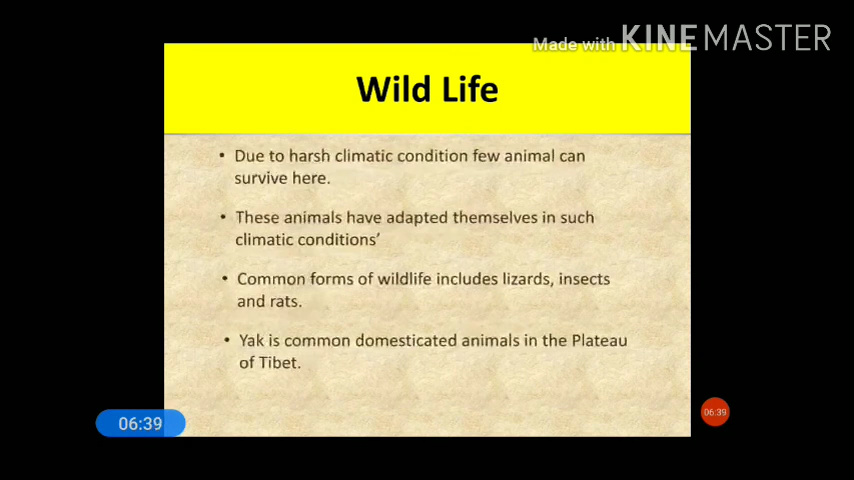 Made with KINEMASTER
Wild Life
• Due to harsh climatic condition few animal can
survive here.
• These animals have adapted themselves in such
climatic conditions'
• Common forms of wildlife includes lizards, insects
and rats.
• Yak is common domesticated animals in the Plateau
of Tibet.
06:39
06:39